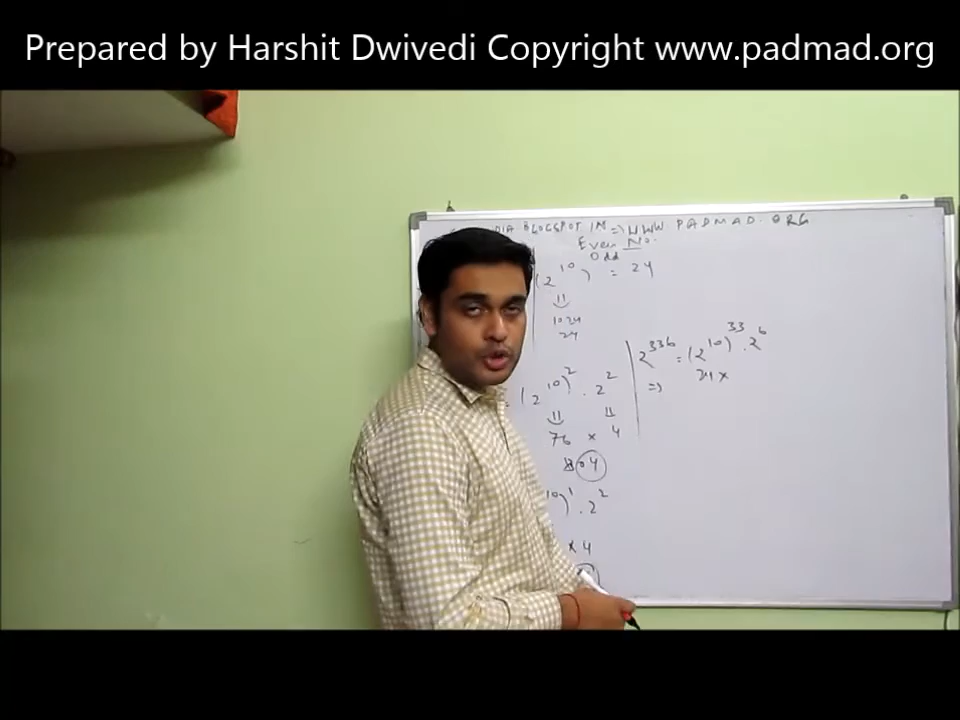 Prepared by Harshit Dwivedi Copyright www.padmad.org
BLOGSPOT IN => WWW PADMAD. ORG
Even No.
Odd
(2^10) = 24
1024
24
(2^10)^2 . 2^2
76 × 4
04
10)^1 . 2^2
× 4
2^336 = (2^10)^33 . 2^6
=> 24 ×